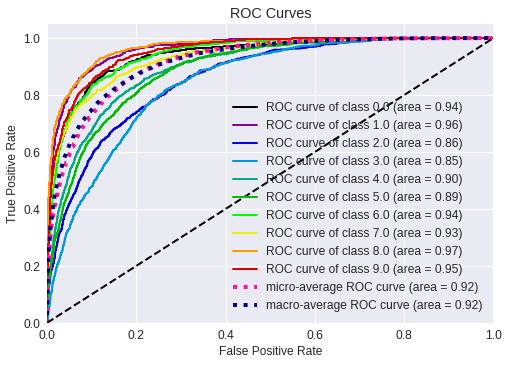 ROC Curves
True Positive Rate
1.0
0.8
0.6
0.4
0.2
0.0
ROC curve of class 0.0 (area = 0.94)
ROC curve of class 1.0 (area = 0.96)
ROC curve of class 2.0 (area = 0.86)
ROC curve of class 3.0 (area = 0.85)
ROC curve of class 4.0 (area = 0.90)
ROC curve of class 5.0 (area = 0.89)
ROC curve of class 6.0 (area = 0.94)
ROC curve of class 7.0 (area = 0.93)
ROC curve of class 8.0 (area = 0.97)
ROC curve of class 9.0 (area = 0.95)
micro-average ROC curve (area = 0.92)
macro-average ROC curve (area = 0.92)
0.0 0.2 0.4 0.6 0.8 1.0
False Positive Rate